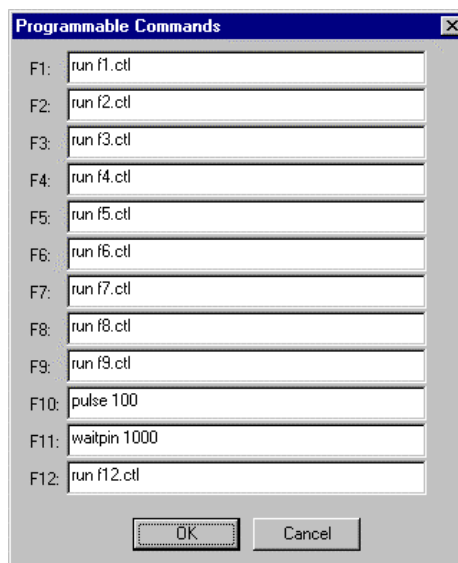 Programmable Commands
F1: run f1.ctl
F2: run f2.ctl
F3: run f3.ctl
F4: run f4.ctl
F5: run f5.ctl
F6: run f6.ctl
F7: run f7.ctl
F8: run f8.ctl
F9: run f9.ctl
F10: pulse 100
F11: waitpin 1000
F12: run f12.ctl
OK Cancel